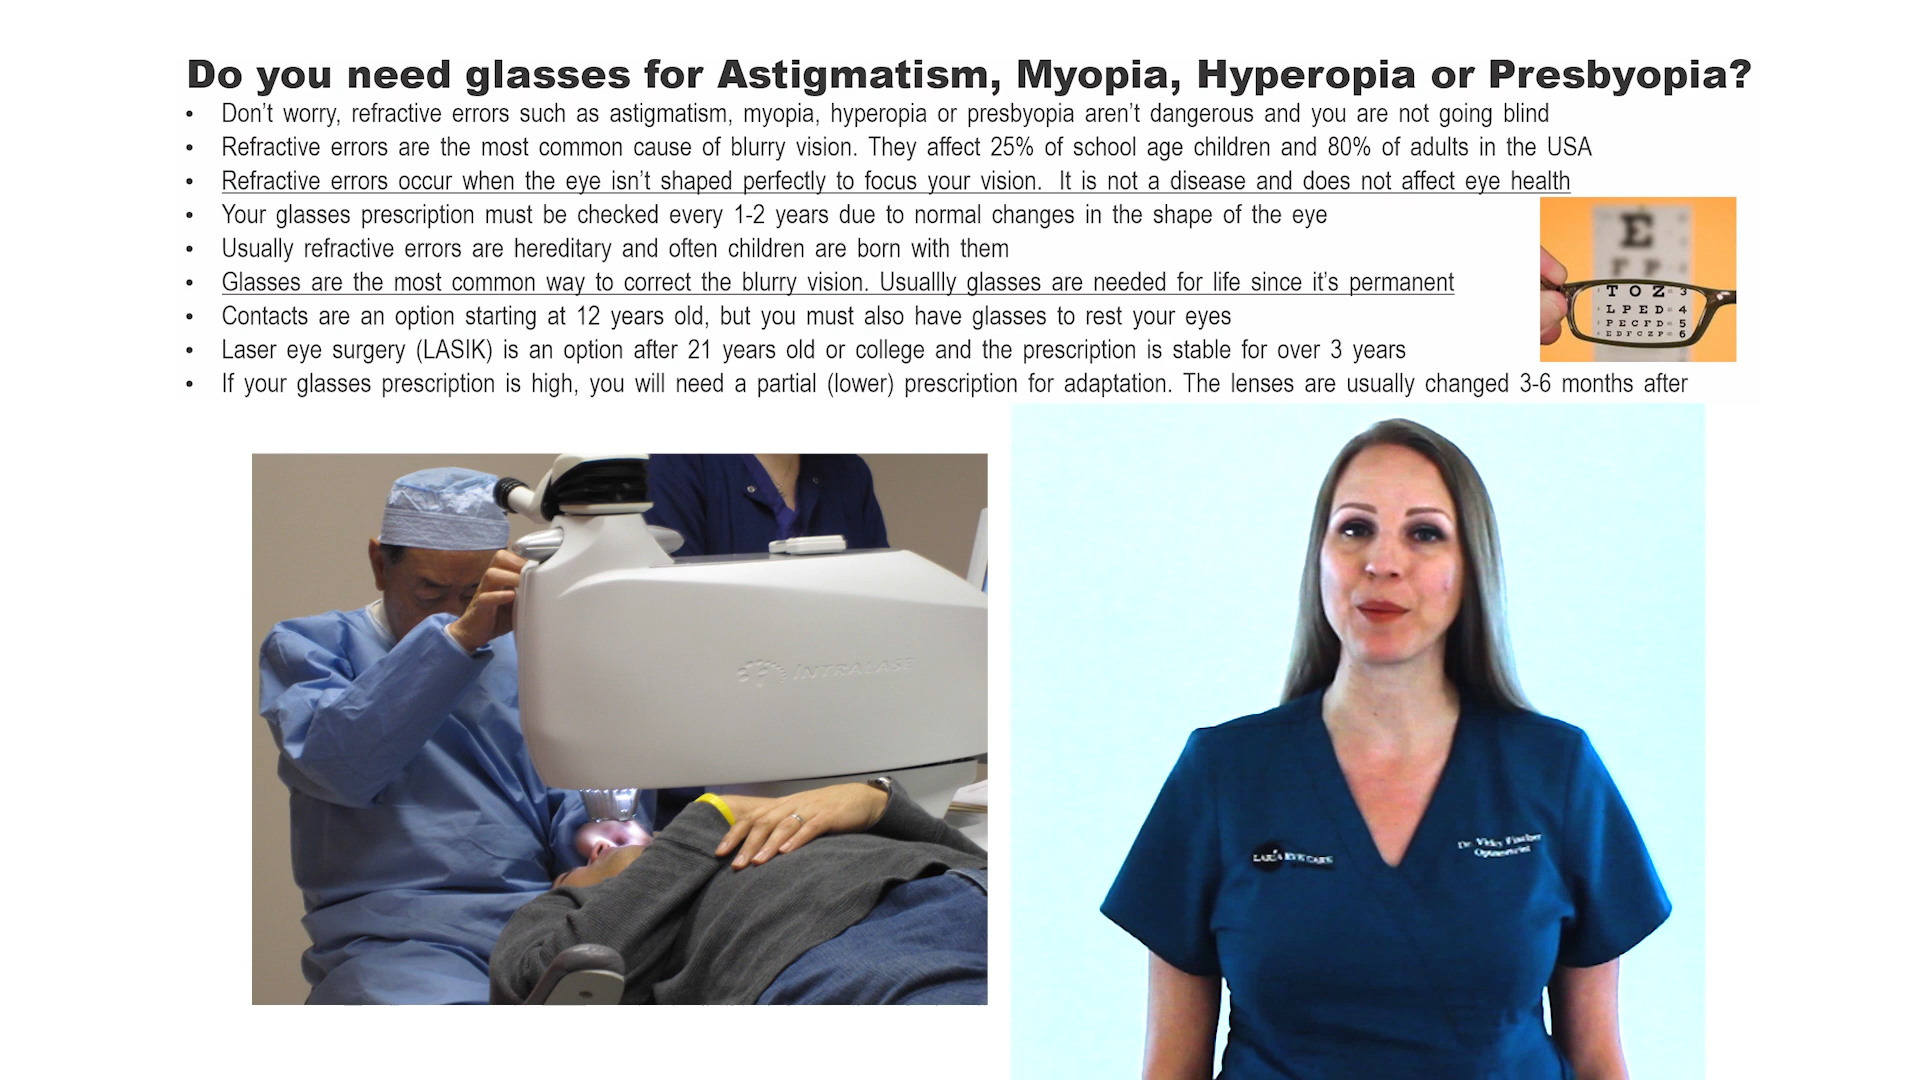 Do you need glasses for Astigmatism, Myopia, Hyperopia or Presbyopia?
• Don't worry, refractive errors such as astigmatism, myopia, hyperopia or presbyopia aren't dangerous and you are not going blind
• Refractive errors are the most common cause of blurry vision. They affect 25% of school age children and 80% of adults in the USA
• Refractive errors occur when the eye isn't shaped perfectly to focus your vision. It is not a disease and does not affect eye health
• Your glasses prescription must be checked every 1-2 years due to normal changes in the shape of the eye
• Usually refractive errors are hereditary and often children are born with them
• Glasses are the most common way to correct the blurry vision. Usuallly glasses are needed for life since it's permanent
• Contacts are an option starting at 12 years old, but you must also have glasses to rest your eyes
• Laser eye surgery (LASIK) is an option after 21 years old or college and the prescription is stable for over 3 years
• If your glasses prescription is high, you will need a partial (lower) prescription for adaptation. The lenses are usually changed 3-6 months after
E
F P
T O Z 3
L P E D 4
P E C F D 5
E D F C Z P 6
INTRALASE
EYE CARE
Dr. Vicky
Optometrist